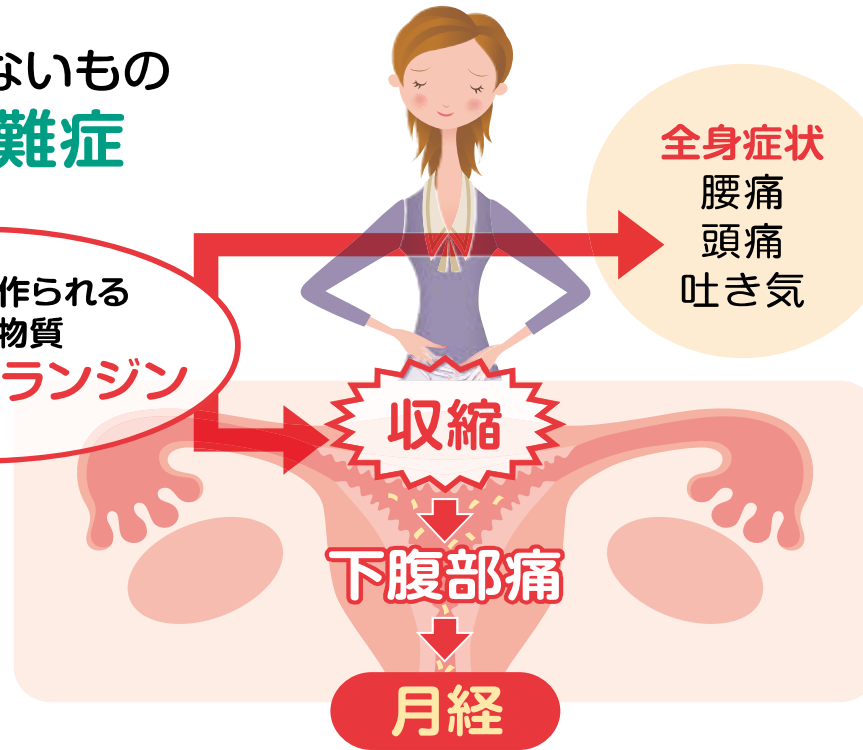 ないもの
難症
作られる
物質
ランジン
全身症状
腰痛
頭痛
吐き気
収縮
下腹部痛
月経